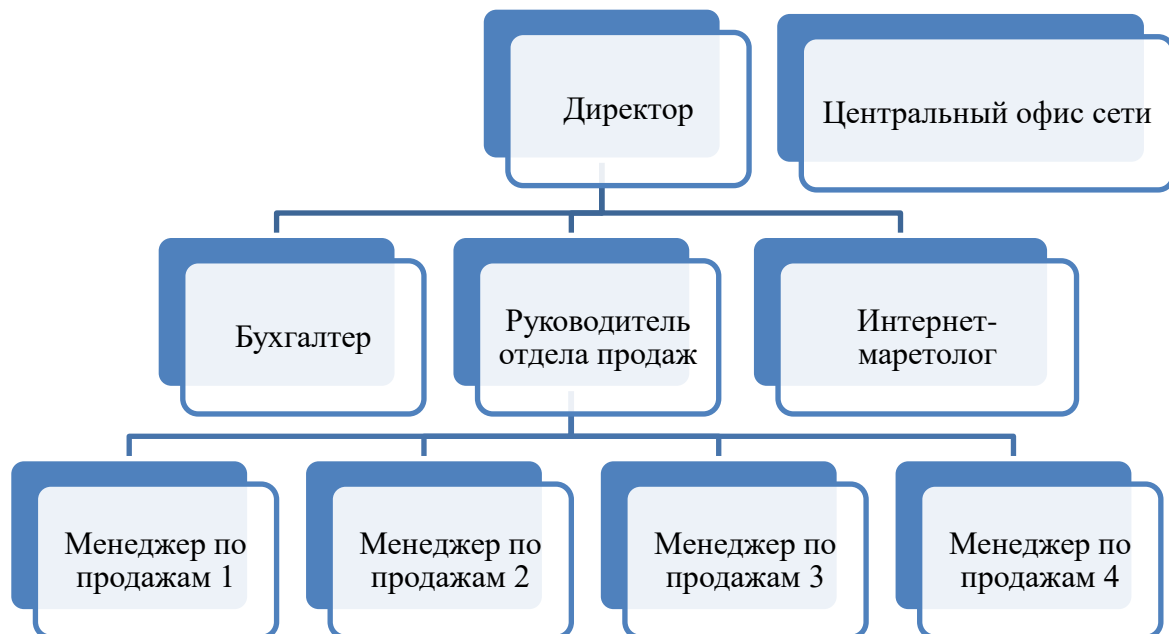 Директор
Центральный офис сети
Бухгалтер
Руководитель
отдела продаж
Интернет-
маретолог
Менеджер по
продажам 1
Менеджер по
продажам 2
Менеджер по
продажам 3
Менеджер по
продажам 4